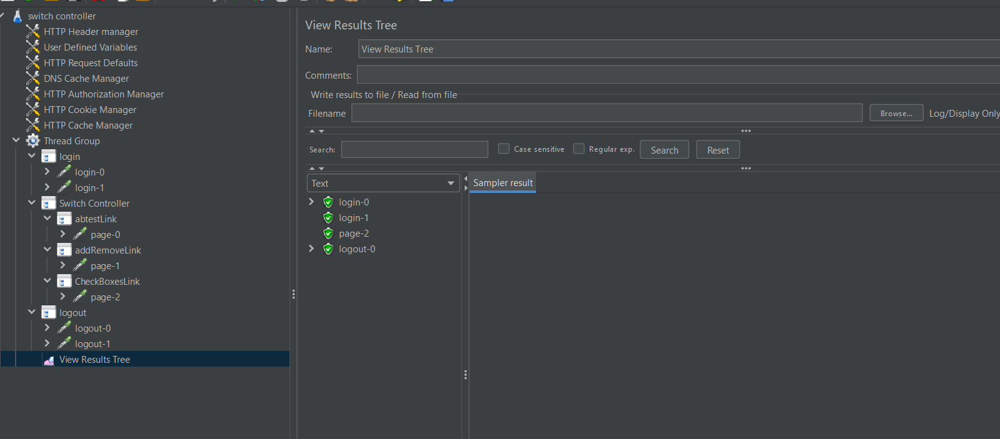 switch controller
HTTP Header manager
User Defined Variables
HTTP Request Defaults
DNS Cache Manager
HTTP Authorization Manager
HTTP Cookie Manager
HTTP Cache Manager
Thread Group
login
login-0
login-1
Switch Controller
abtestLink
page-0
addRemoveLink
page-1
CheckBoxesLink
page-2
logout
logout-0
logout-1
View Results Tree
View Results Tree
Name: View Results Tree
Comments:
Write results to file / Read from file
Filename Browse... Log/Display Only
Search: Case sensitive Regular exp. Search Reset
Text
login-0
login-1
page-2
logout-0
Sampler result